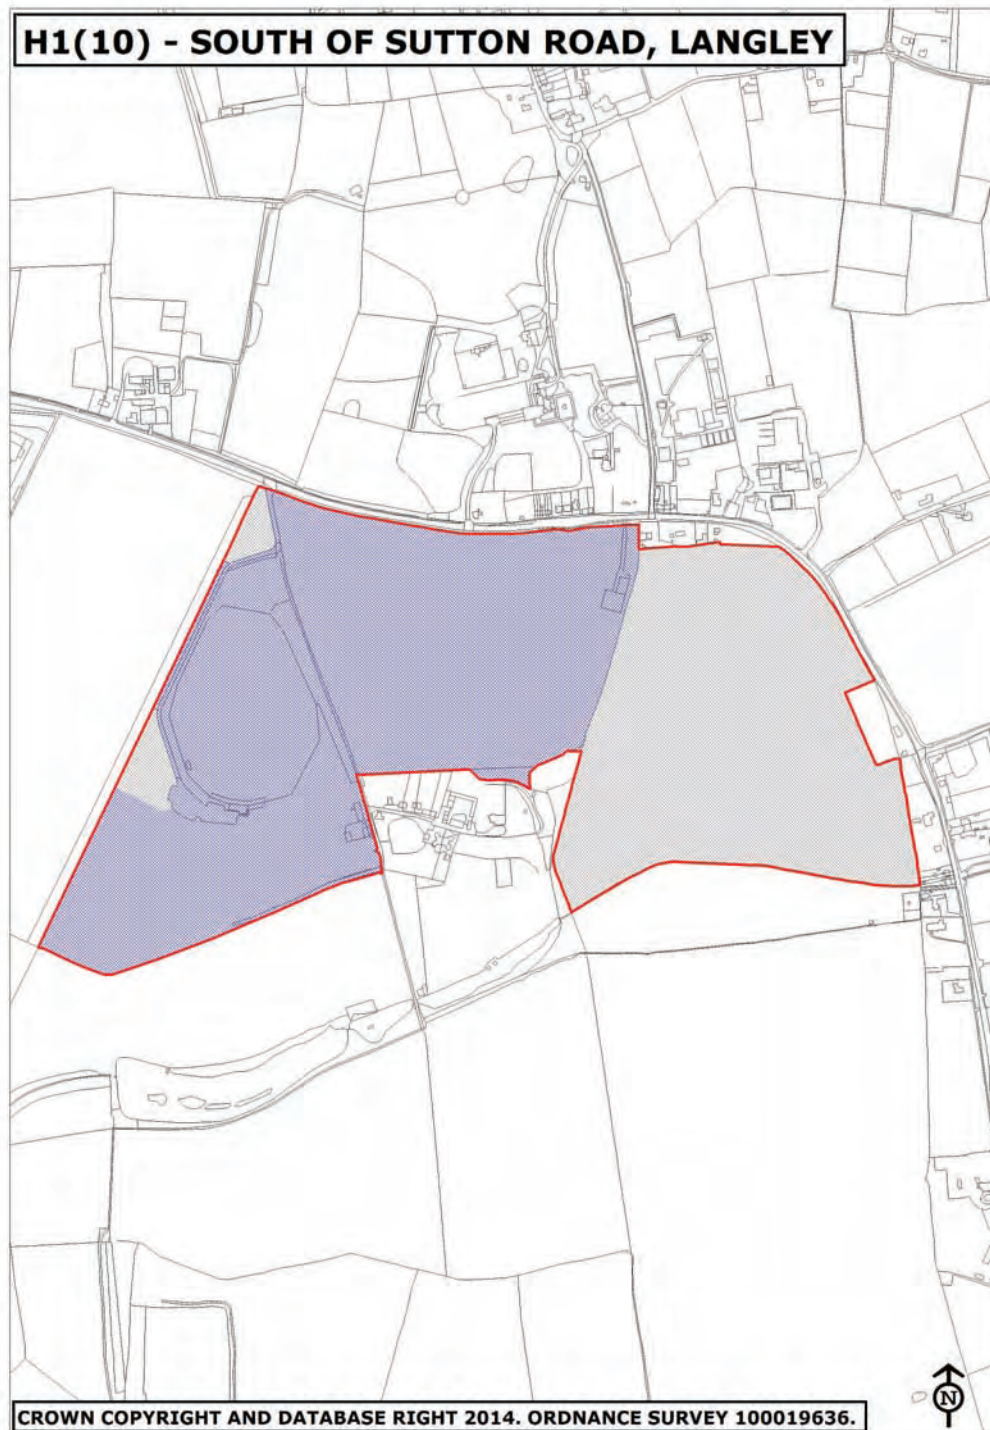 H1(10) - SOUTH OF SUTTON ROAD, LANGLEY
N
CROWN COPYRIGHT AND DATABASE RIGHT 2014. ORDNANCE SURVEY 100019636.